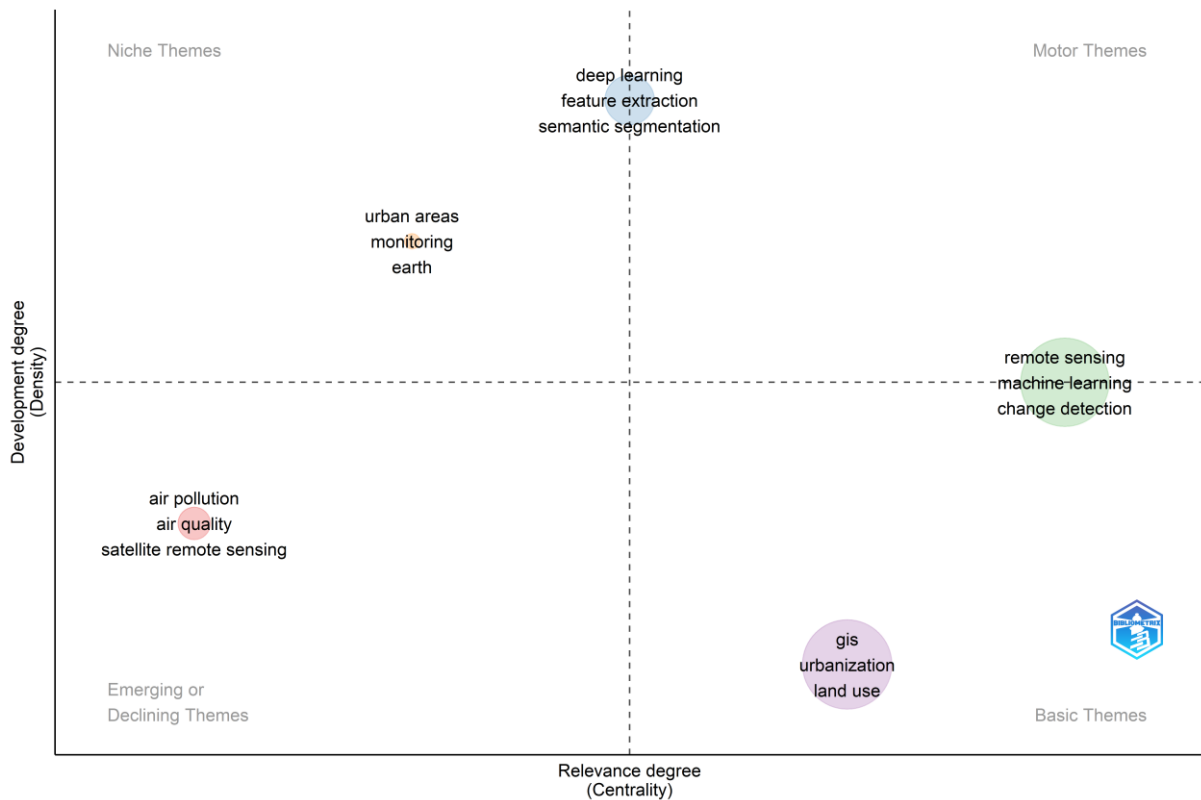 Niche Themes
Motor Themes
deep learning
feature extraction
semantic segmentation
urban areas
monitoring
earth
remote sensing
machine learning
change detection
Development degree
(Density)
air pollution
air quality
satellite remote sensing
BIBLIOMETRIX
gis
urbanization
land use
Emerging or
Declining Themes
Basic Themes
Relevance degree
(Centrality)